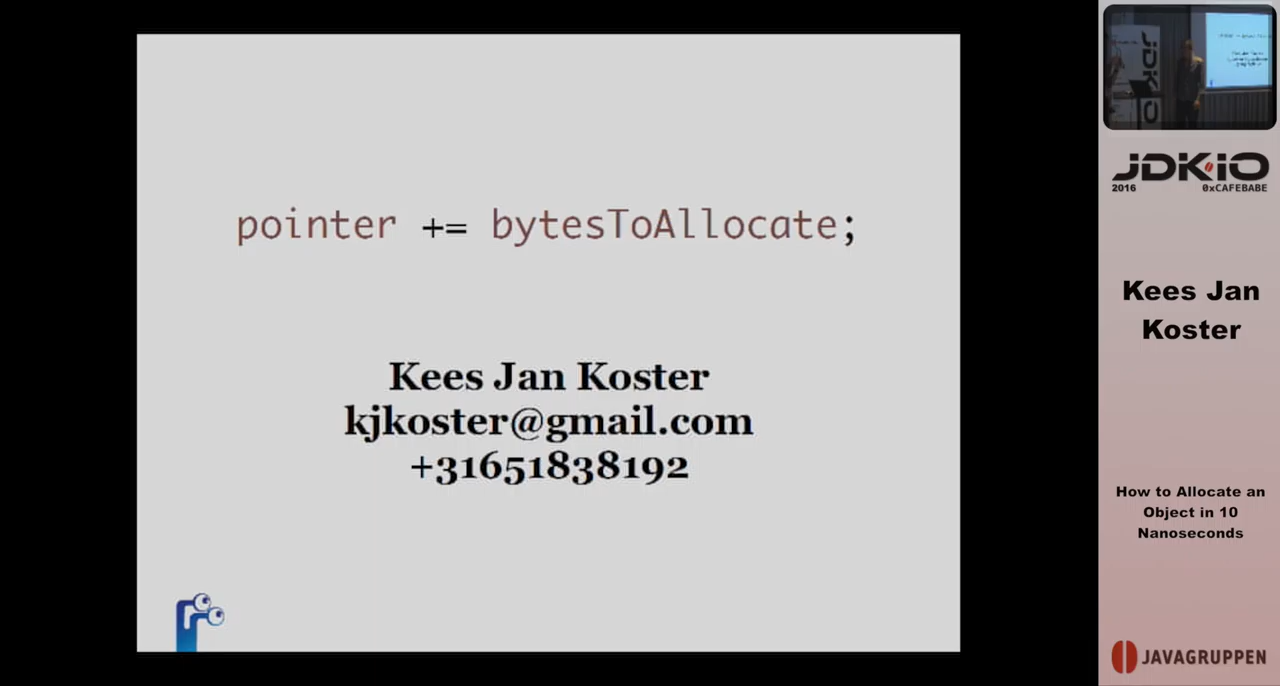 pointer += bytesToAllocate;
Kees Jan Koster
kjkoster@gmail.com
+31651838192
JDK.IO
2016 0xCAFEBABE
Kees Jan
Koster
How to Allocate an
Object in 10
Nanoseconds
JAVAGRUPPEN
JDKIO